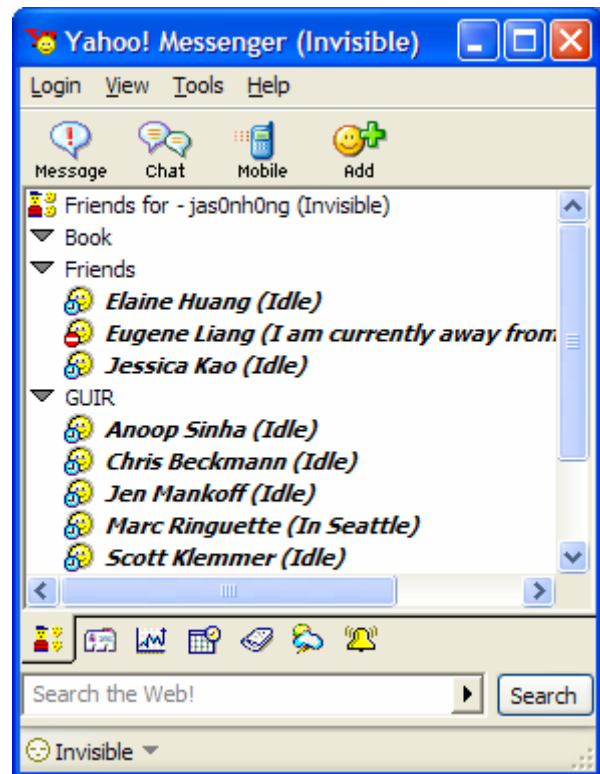 Yahoo! Messenger (Invisible)
Login View Tools Help
Message Chat Mobile Add
Friends for - jas0nh0ng (Invisible)
Book
Friends
Elaine Huang (Idle)
Eugene Liang (I am currently away from
Jessica Kao (Idle)
GUIR
Anoop Sinha (Idle)
Chris Beckmann (Idle)
Jen Mankoff (Idle)
Marc Ringuette (In Seattle)
Scott Klemmer (Idle)
Search the Web! Search
Invisible